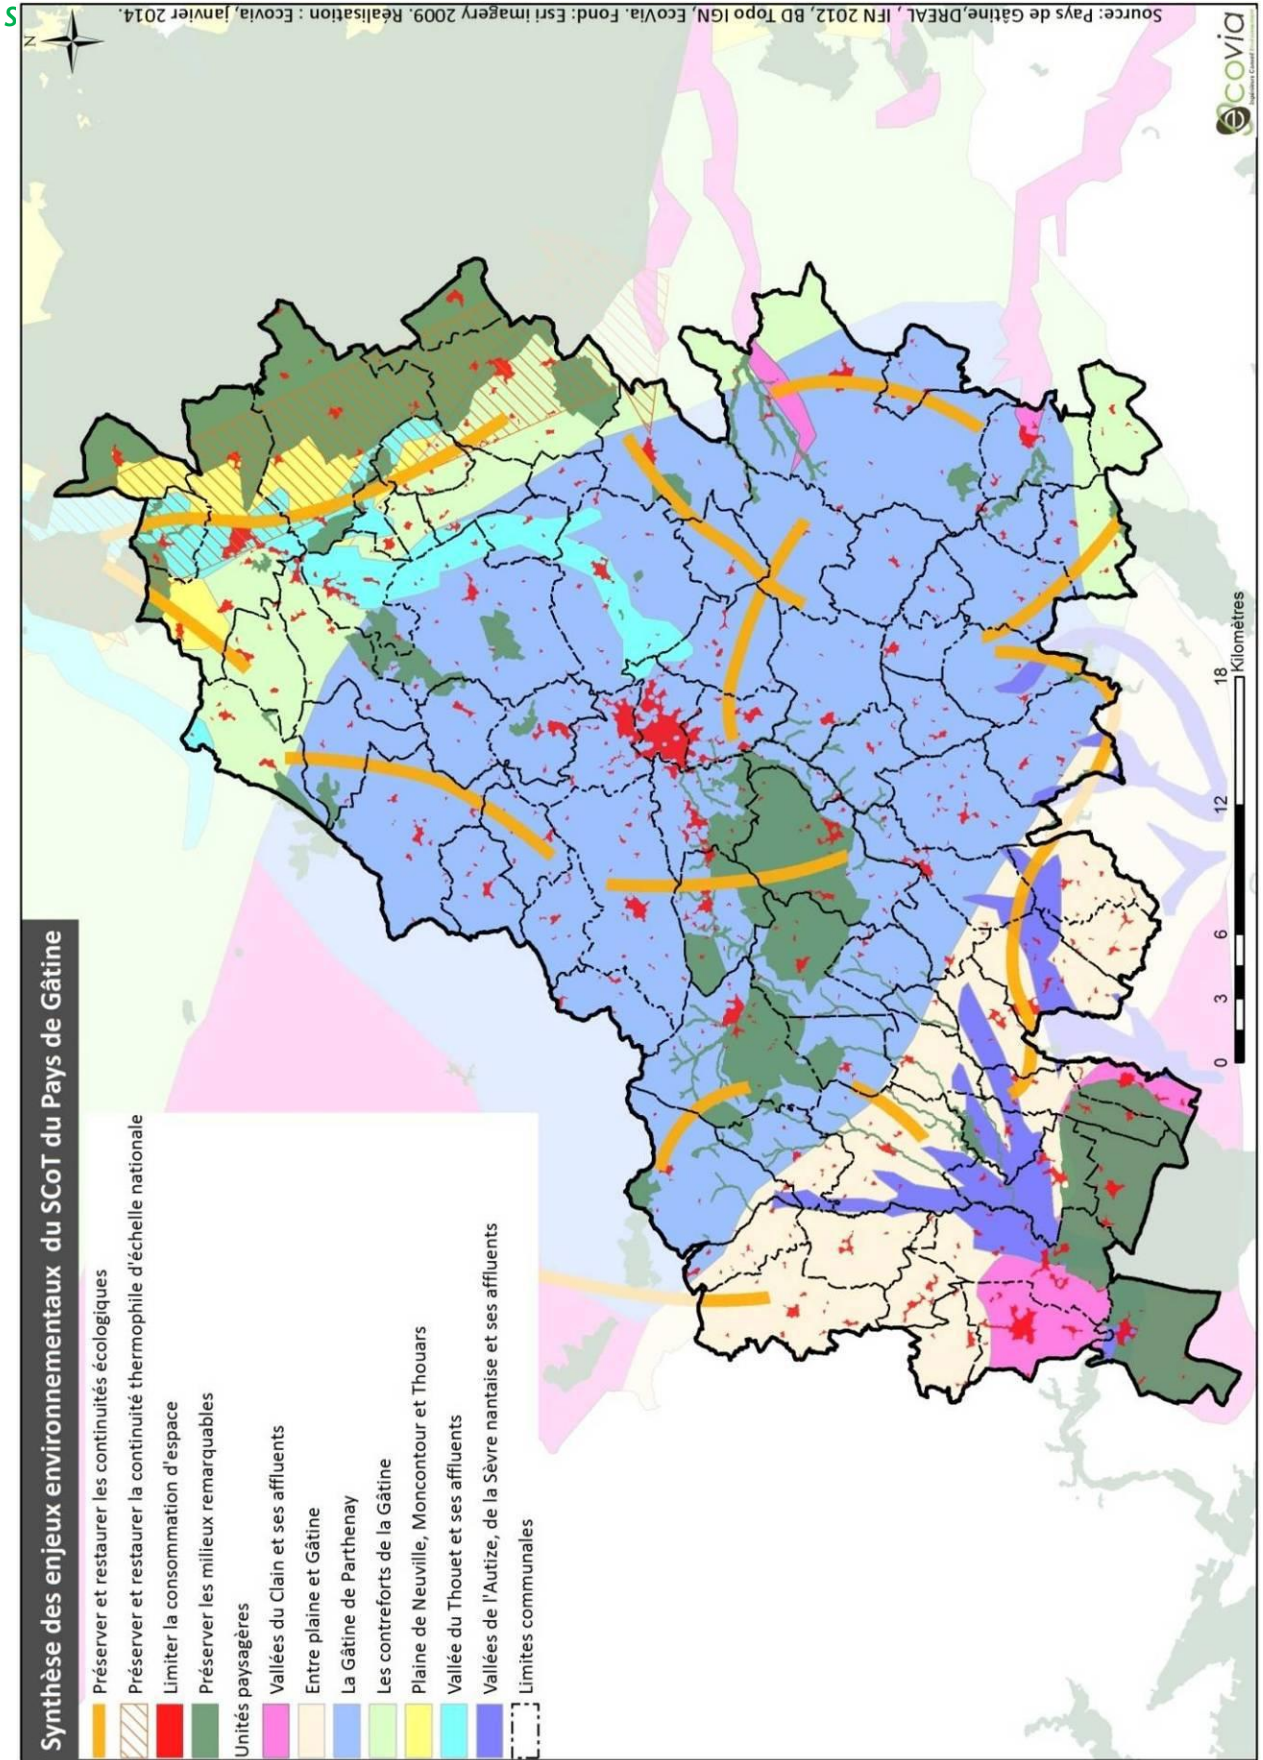 S
Synthèse des enjeux environnementaux du SCoT du Pays de Gâtine
Préserver et restaurer les continuités écologiques
Préserver et restaurer la continuité thermophile d'échelle nationale
Limiter la consommation d'espace
Préserver les milieux remarquables
Unités paysagères
Vallées du Clain et ses affluents
Entre plaine et Gâtine
La Gâtine de Parthenay
Les contreforts de la Gâtine
Plaine de Neuville, Moncontour et Thouars
Vallée du Thouet et ses affluents
Vallées de l'Autize, de la Sèvre nantaise et ses affluents
Limites communales
N
0 3 6 12 18
Kilomètres
Source: Pays de Gâtine,DREAL , IFN 2012, BD Topo IGN, EcoVia. Fond: Esri imagery 2009. Réalisation : Ecovia, janvier 2014.
ecovia